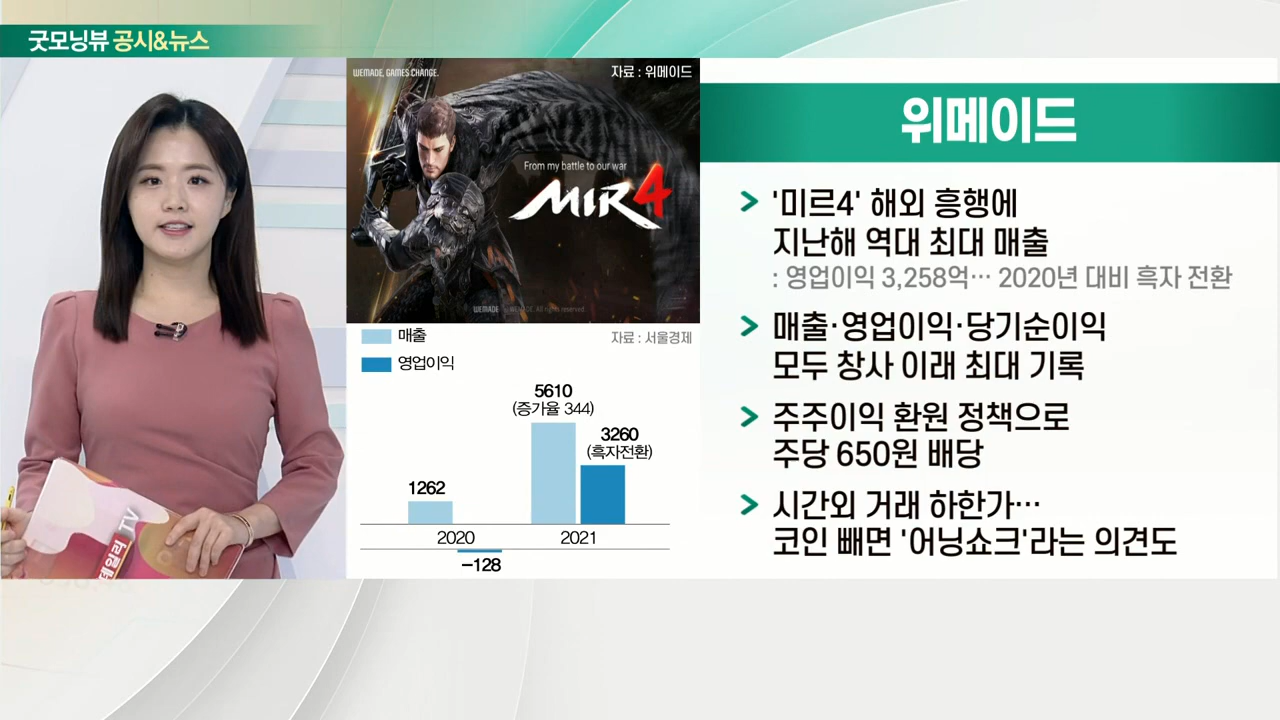 굿모닝뷰 공시&뉴스
WEMADE, GAMES CHANGE.
자료 : 위메이드
From my battle to our war
MIR4
위메이드
'미르4' 해외 흥행에
지난해 역대 최대 매출
: 영업이익 3,258억… 2020년 대비 흑자 전환
매출·영업이익·당기순이익
모두 창사 이래 최대 기록
주주이익 환원 정책으로
주당 650원 배당
시간외 거래 하한가…
코인 빼면 '어닝쇼크'라는 의견도
매출
영업이익
자료 : 서울경제
5610
(증가율 344)
3260
(흑자전환)
1262
2020
2021
-128
데일리 TV